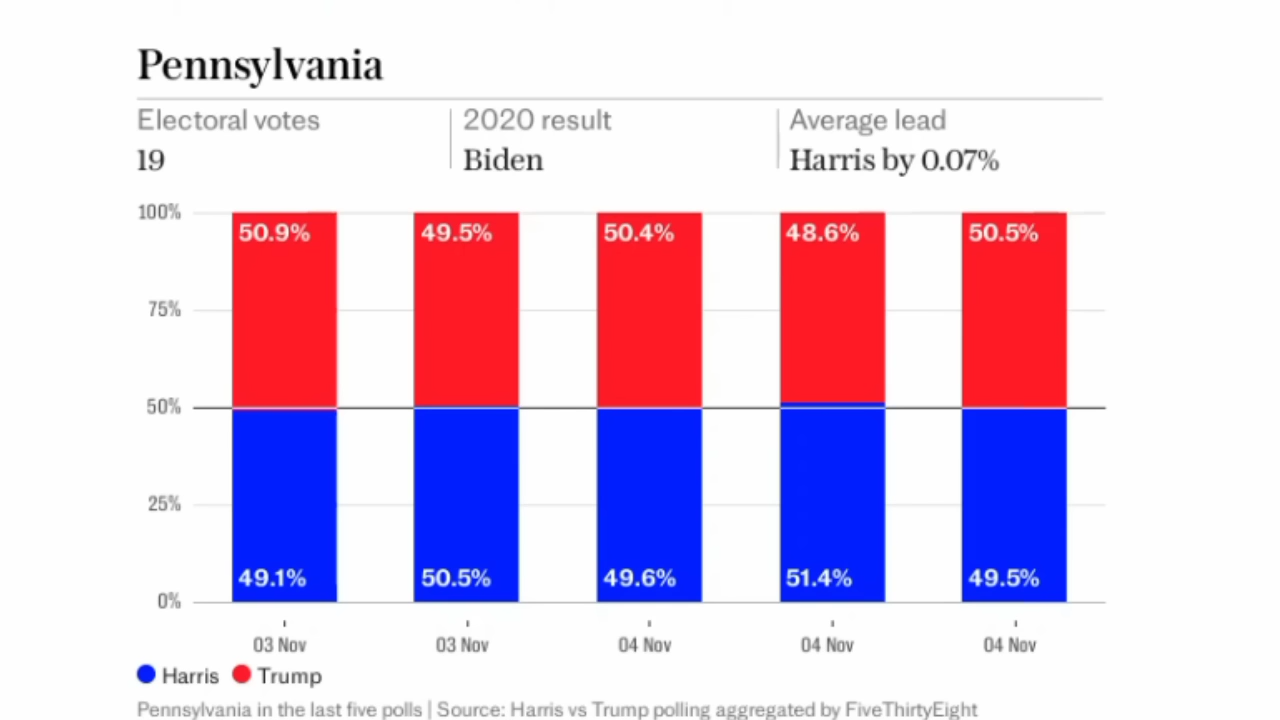 Pennsylvania
Electoral votes
2020 result
Average lead
19
Biden
Harris by 0.07%
100%
50.9%
49.5%
50.4%
48.6%
50.5%
75%
50%
25%
49.1%
50.5%
49.6%
51.4%
49.5%
0%
03 Nov
03 Nov
04 Nov
04 Nov
04 Nov
Harris
Trump
Pennsylvania in the last five polls | Source: Harris vs Trump polling aggregated by FiveThirtyEight